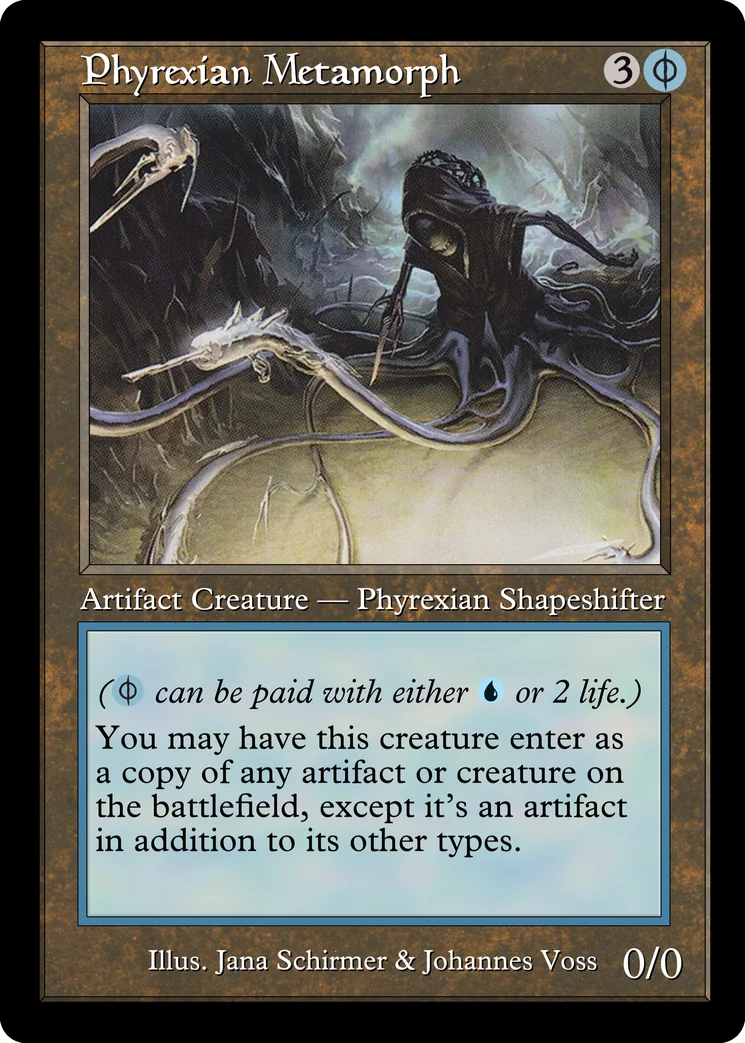 Phyrexian Metamorph 3
Artifact Creature — Phyrexian Shapeshifter
( can be paid with either or 2 life.)
You may have this creature enter as
a copy of any artifact or creature on
the battlefield, except it's an artifact
in addition to its other types.
Illus. Jana Schirmer & Johannes Voss 0/0